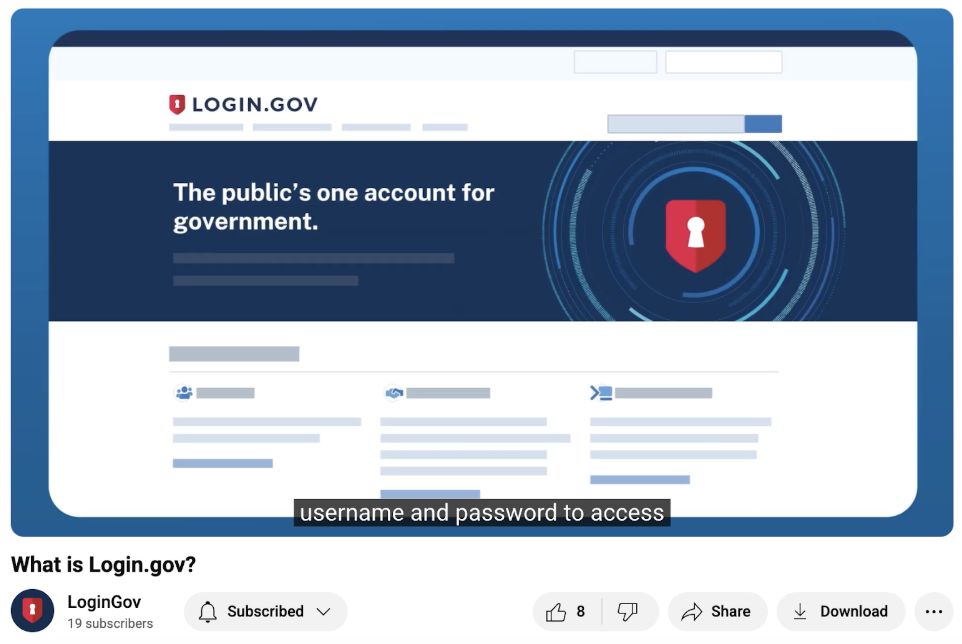 LOGIN.GOV
The public’s one account for
government.
username and password to access
What is Login.gov?
LoginGov
19 subscribers
Subscribed
8
Share
Download